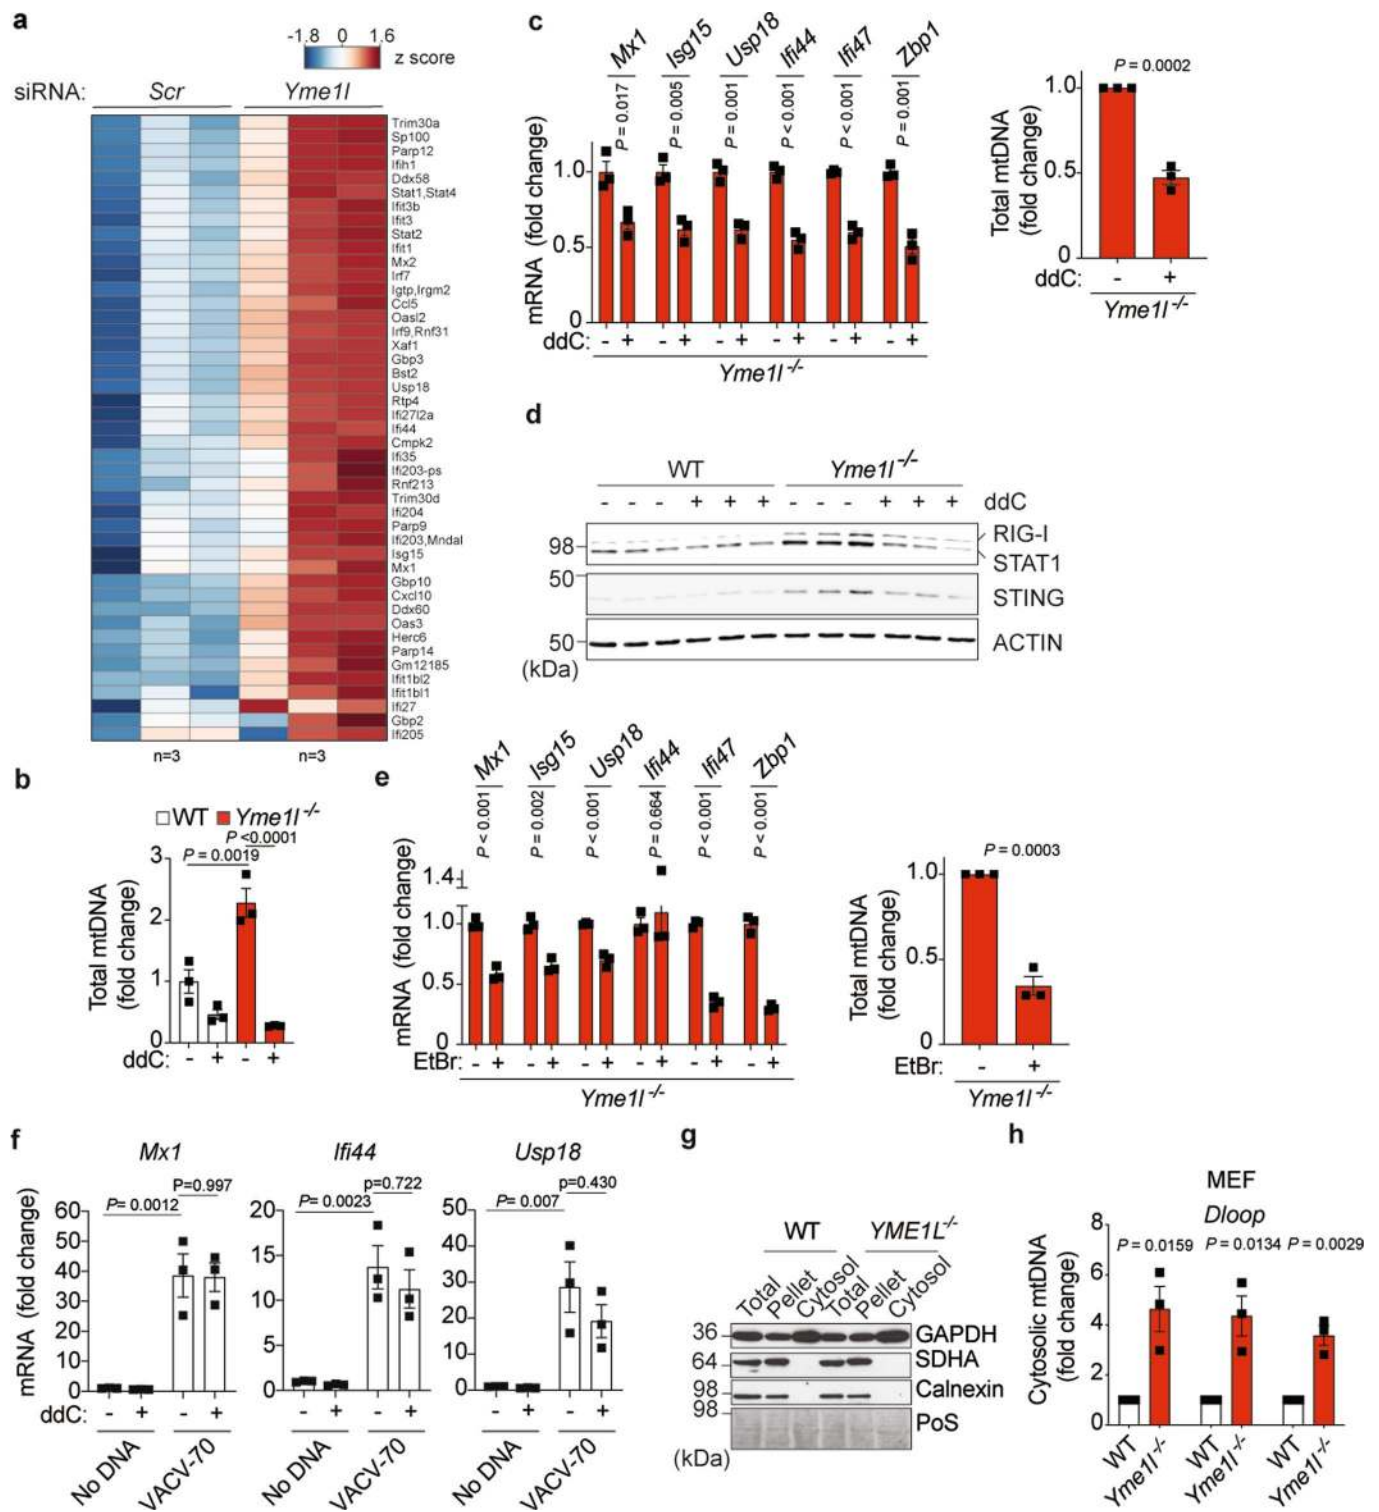 a
-1.8 0 1.6
z score
siRNA: Scr Yme1l
Trim30a
Sp100
Parp12
Ifih1
Ddx58
Stat1,Stat4
Ifit3b
Ifit3
Stat2
Ifit1
Mx2
Irf7
Igtp,Irgm2
Ccl5
Oasl2
Irf9,Rnf31
Xaf1
Gbp3
Bst2
Usp18
Rtp4
Ifi27l2a
Ifi44
Cmpk2
Ifi35
Ifi203-ps
Rnf213
Trim30d
Ifi204
Parp9
Ifi203,Mndal
Isg15
Mx1
Gbp10
Cxcl10
Ddx60
Oas3
Herc6
Parp14
Gm12185
Ifit1bl2
Ifit1bl1
Ifi27
Gbp2
Ifi205
n=3 n=3
b
WT Yme1l -/-
P <0.0001
P = 0.0019
Total mtDNA
(fold change)
3
2
1
0
ddC: - + - +
c
Mx1 Isg15 Usp18 Ifi44 Ifi47 Zbp1
P = 0.017 P = 0.005 P = 0.001 P < 0.001 P < 0.001 P = 0.001
mRNA (fold change)
1.0
0.5
0
ddC: - + - + - + - + - + - +
Yme1l -/-
P = 0.0002
Total mtDNA
(fold change)
1.0
0.5
0
ddC: - +
Yme1l -/-
d
WT Yme1l -/-
- - - + + + - - - + + + ddC
98
RIG-I
STAT1
50
STING
50
ACTIN
(kDa)
e
Mx1 Isg15 Usp18 Ifi44 Ifi47 Zbp1
P < 0.001 P = 0.002 P < 0.001 P = 0.664 P < 0.001 P < 0.001
mRNA (fold change)
1.4
1.0
0.5
0
EtBr: - + - + - + - + - + - +
Yme1l -/-
P = 0.0003
Total mtDNA
(fold change)
1.0
0.5
0
EtBr: - +
Yme1l -/-
f
Mx1
p=0.997
P= 0.0012
mRNA (fold change)
60
50
40
30
20
10
0
ddC: - + - +
No DNA VACV-70
Ifi44
p=0.722
P= 0.0023
20
15
10
5
0
- + - +
No DNA VACV-70
Usp18
p=0.430
P= 0.007
50
40
30
20
10
0
- + - +
No DNA VACV-70
g
WT YME1L -/-
Total Pellet Cytosol Total Pellet Cytosol
36 GAPDH
64 SDHA
98 Calnexin
98 PoS
(kDa)
h
MEF
Dloop
P = 0.0159 P = 0.0134 P = 0.0029
Cytosolic mtDNA
(fold change)
8
6
4
2
0
WT Yme1l -/- WT Yme1l -/- WT Yme1l -/-